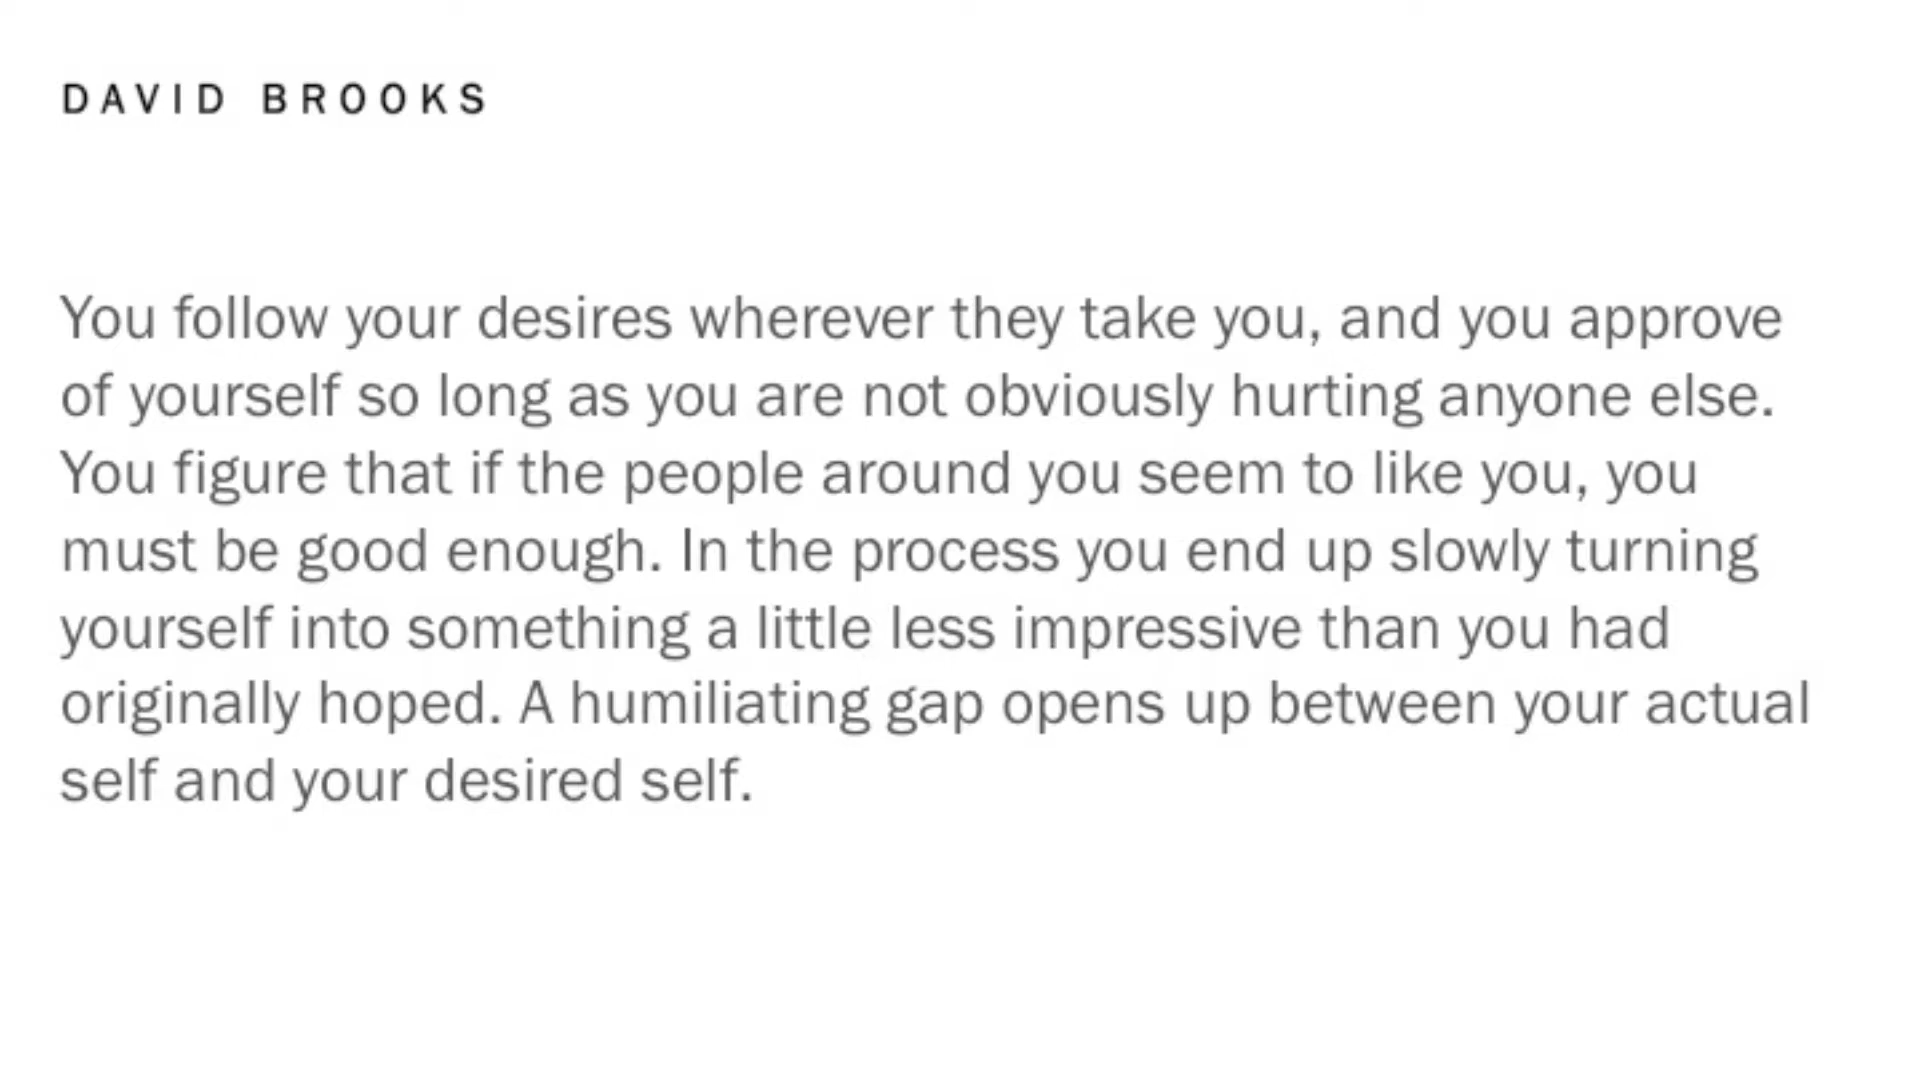 DAVID BROOKS
You follow your desires wherever they take you, and you approve
of yourself so long as you are not obviously hurting anyone else.
You figure that if the people around you seem to like you, you
must be good enough. In the process you end up slowly turning
yourself into something a little less impressive than you had
originally hoped. A humiliating gap opens up between your actual
self and your desired self.